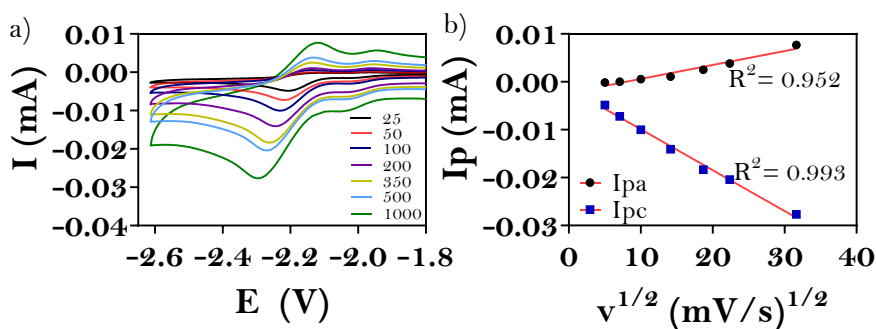 a)
I (mA)
0.01
0.00
-0.01
-0.02
-0.03
-0.04
25
50
100
200
350
500
1000
-2.6
-2.4
-2.2
-2.0
-1.8
E (V)
b)
Ip (mA)
0.01
0.00
-0.01
-0.02
-0.03
R² = 0.952
R² = 0.993
Ipa
Ipc
0
10
20
30
40
v^1/2 (mV/s)^1/2